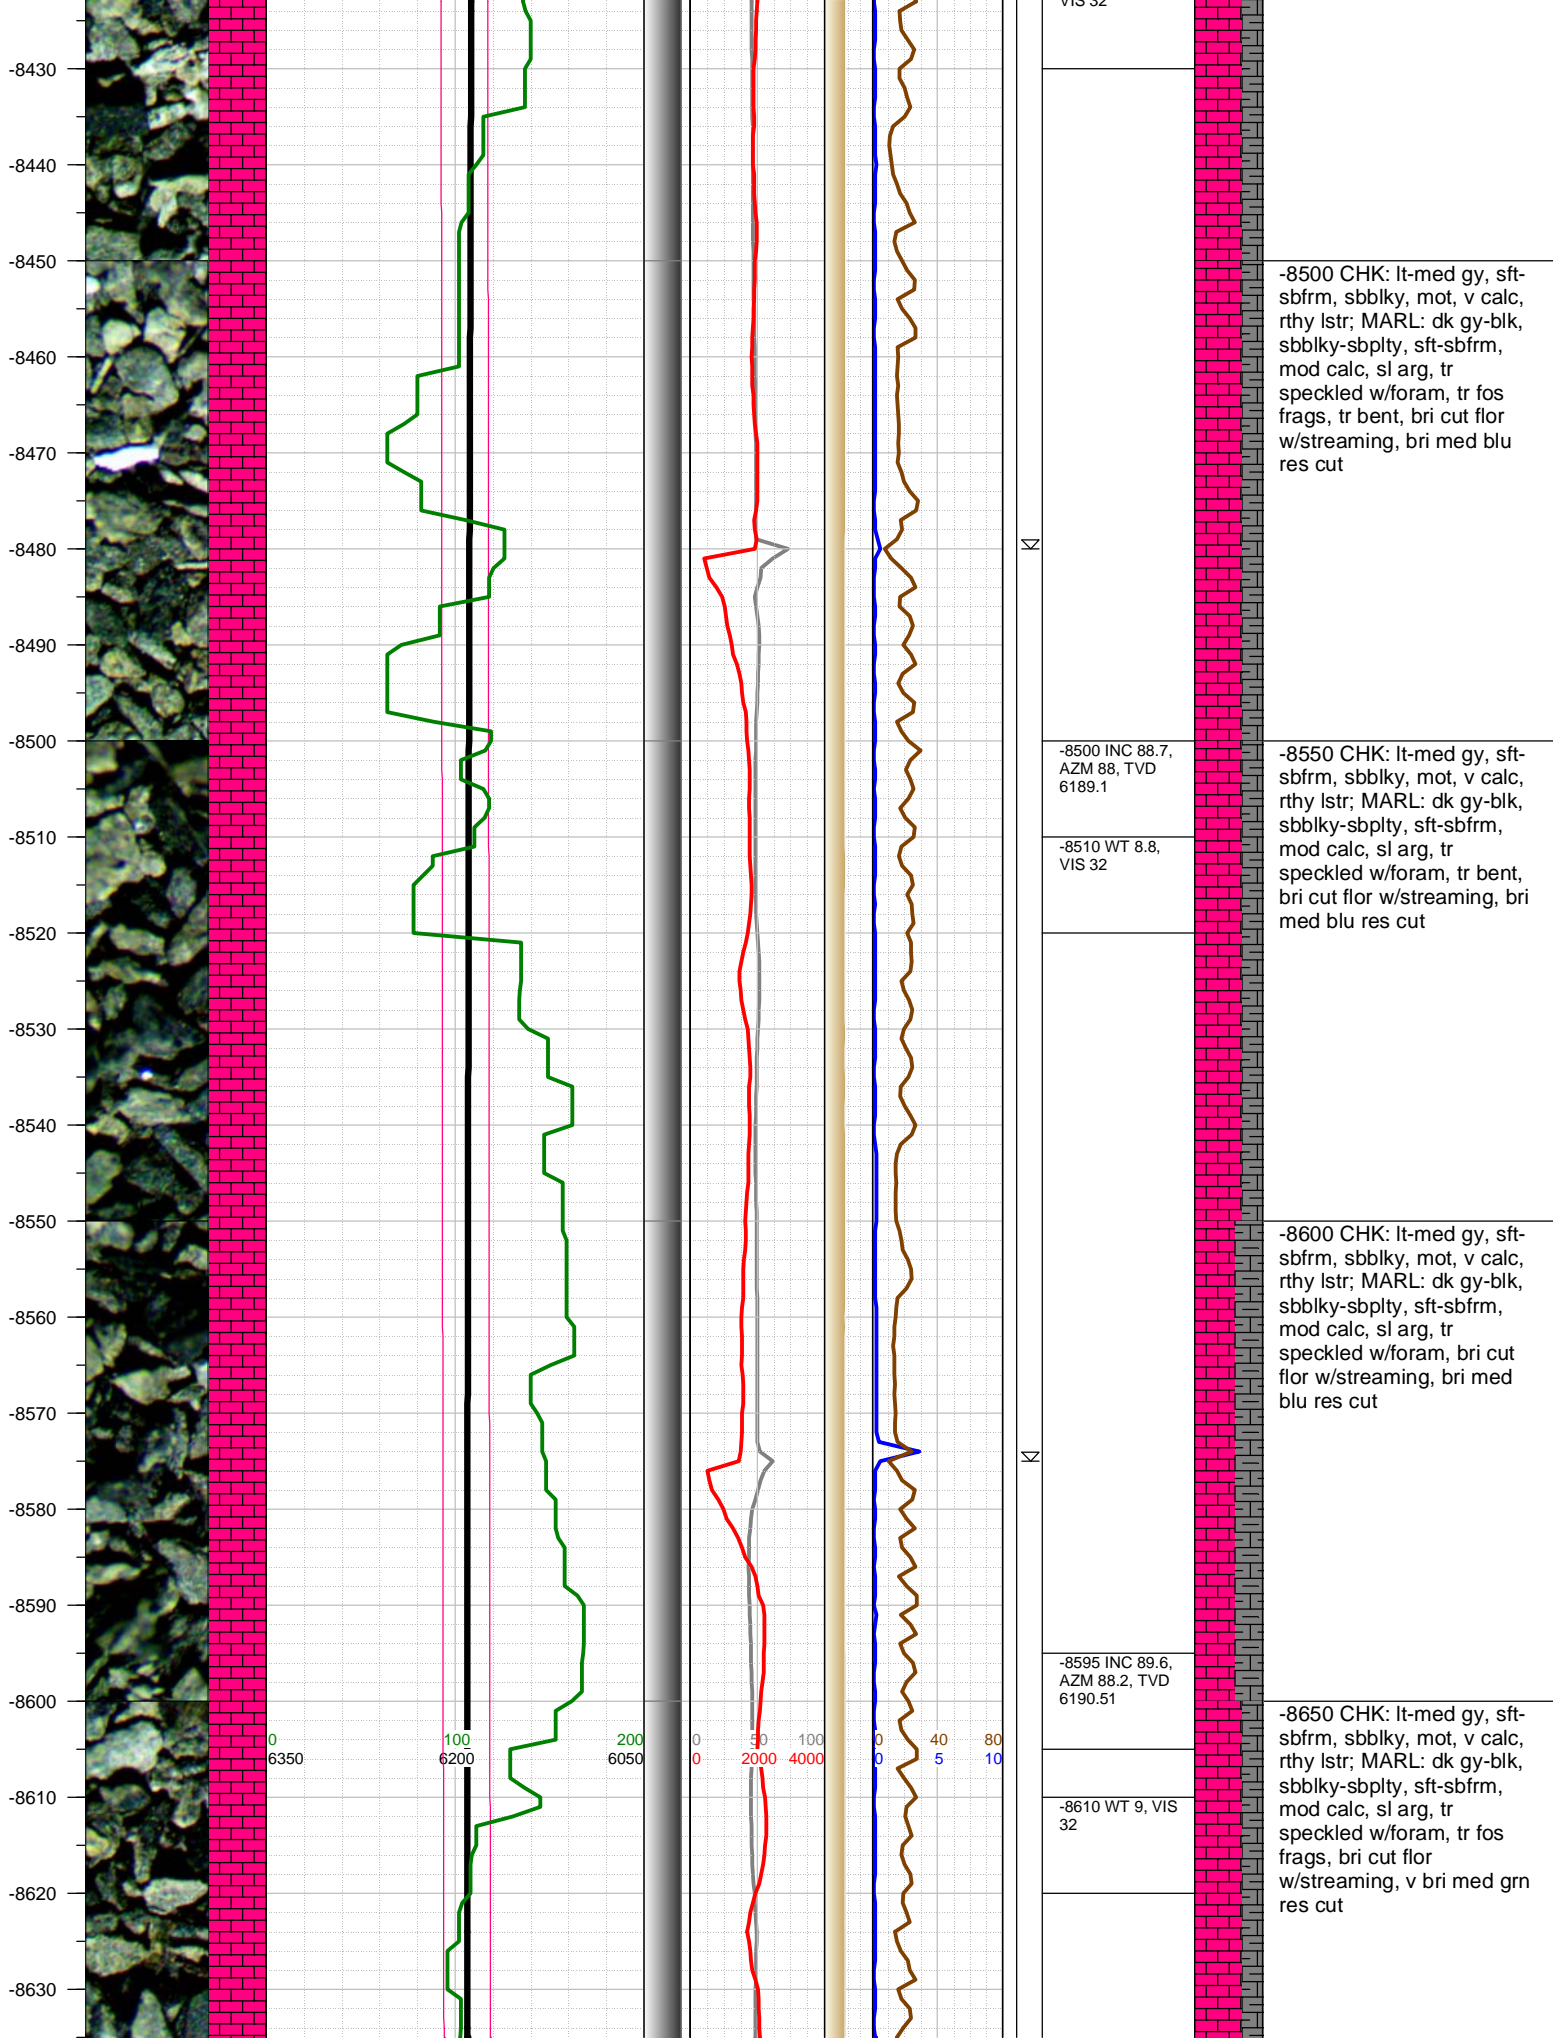 VIS 32
-8430
-8440
-8450
-8460
-8470
-8480
-8490
-8500
-8510
-8520
-8530
-8540
-8550
-8560
-8570
-8580
-8590
-8600
-8610
-8620
-8630
0 100 200
6350 6200 6050
0 50 100
0 2000 4000
0 40 80
0 5 10
-8500 INC 88.7,
AZM 88, TVD
6189.1
-8510 WT 8.8,
VIS 32
-8595 INC 89.6,
AZM 88.2, TVD
6190.51
-8610 WT 9, VIS
32
-8500 CHK: lt-med gy, sft-
sbfrm, sbblky, mot, v calc,
rthy lstr; MARL: dk gy-blk,
sbblky-sbplty, sft-sbfrm,
mod calc, sl arg, tr
speckled w/foram, tr fos
frags, tr bent, bri cut flor
w/streaming, bri med blu
res cut
-8550 CHK: lt-med gy, sft-
sbfrm, sbblky, mot, v calc,
rthy lstr; MARL: dk gy-blk,
sbblky-sbplty, sft-sbfrm,
mod calc, sl arg, tr
speckled w/foram, tr bent,
bri cut flor w/streaming, bri
med blu res cut
-8600 CHK: lt-med gy, sft-
sbfrm, sbblky, mot, v calc,
rthy lstr; MARL: dk gy-blk,
sbblky-sbplty, sft-sbfrm,
mod calc, sl arg, tr
speckled w/foram, bri cut
flor w/streaming, bri med
blu res cut
-8650 CHK: lt-med gy, sft-
sbfrm, sbblky, mot, v calc,
rthy lstr; MARL: dk gy-blk,
sbblky-sbplty, sft-sbfrm,
mod calc, sl arg, tr
speckled w/foram, tr fos
frags, bri cut flor
w/streaming, v bri med grn
res cut